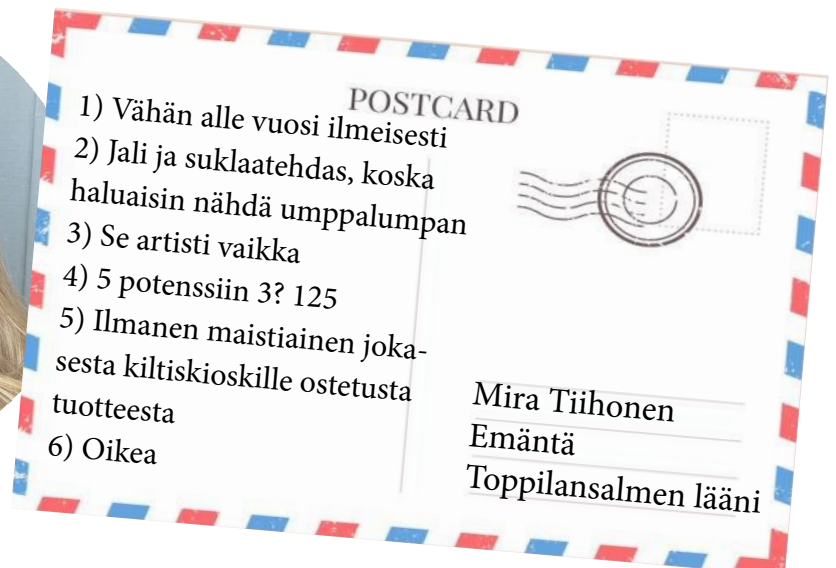 POSTCARD
1) Vähän alle vuosi ilmeisesti
2) Jali ja suklaatehdas, koska
haluaisin nähdä umppalumpan
3) Se artisti vaikka
4) 5 potenssiin 3? 125
5) Ilmanen maistiainen joka-
sesta kiltiskioskille ostetusta
tuotteesta
6) Oikea
Mira Tiihonen
Emäntä
Toppilansalmen lääni